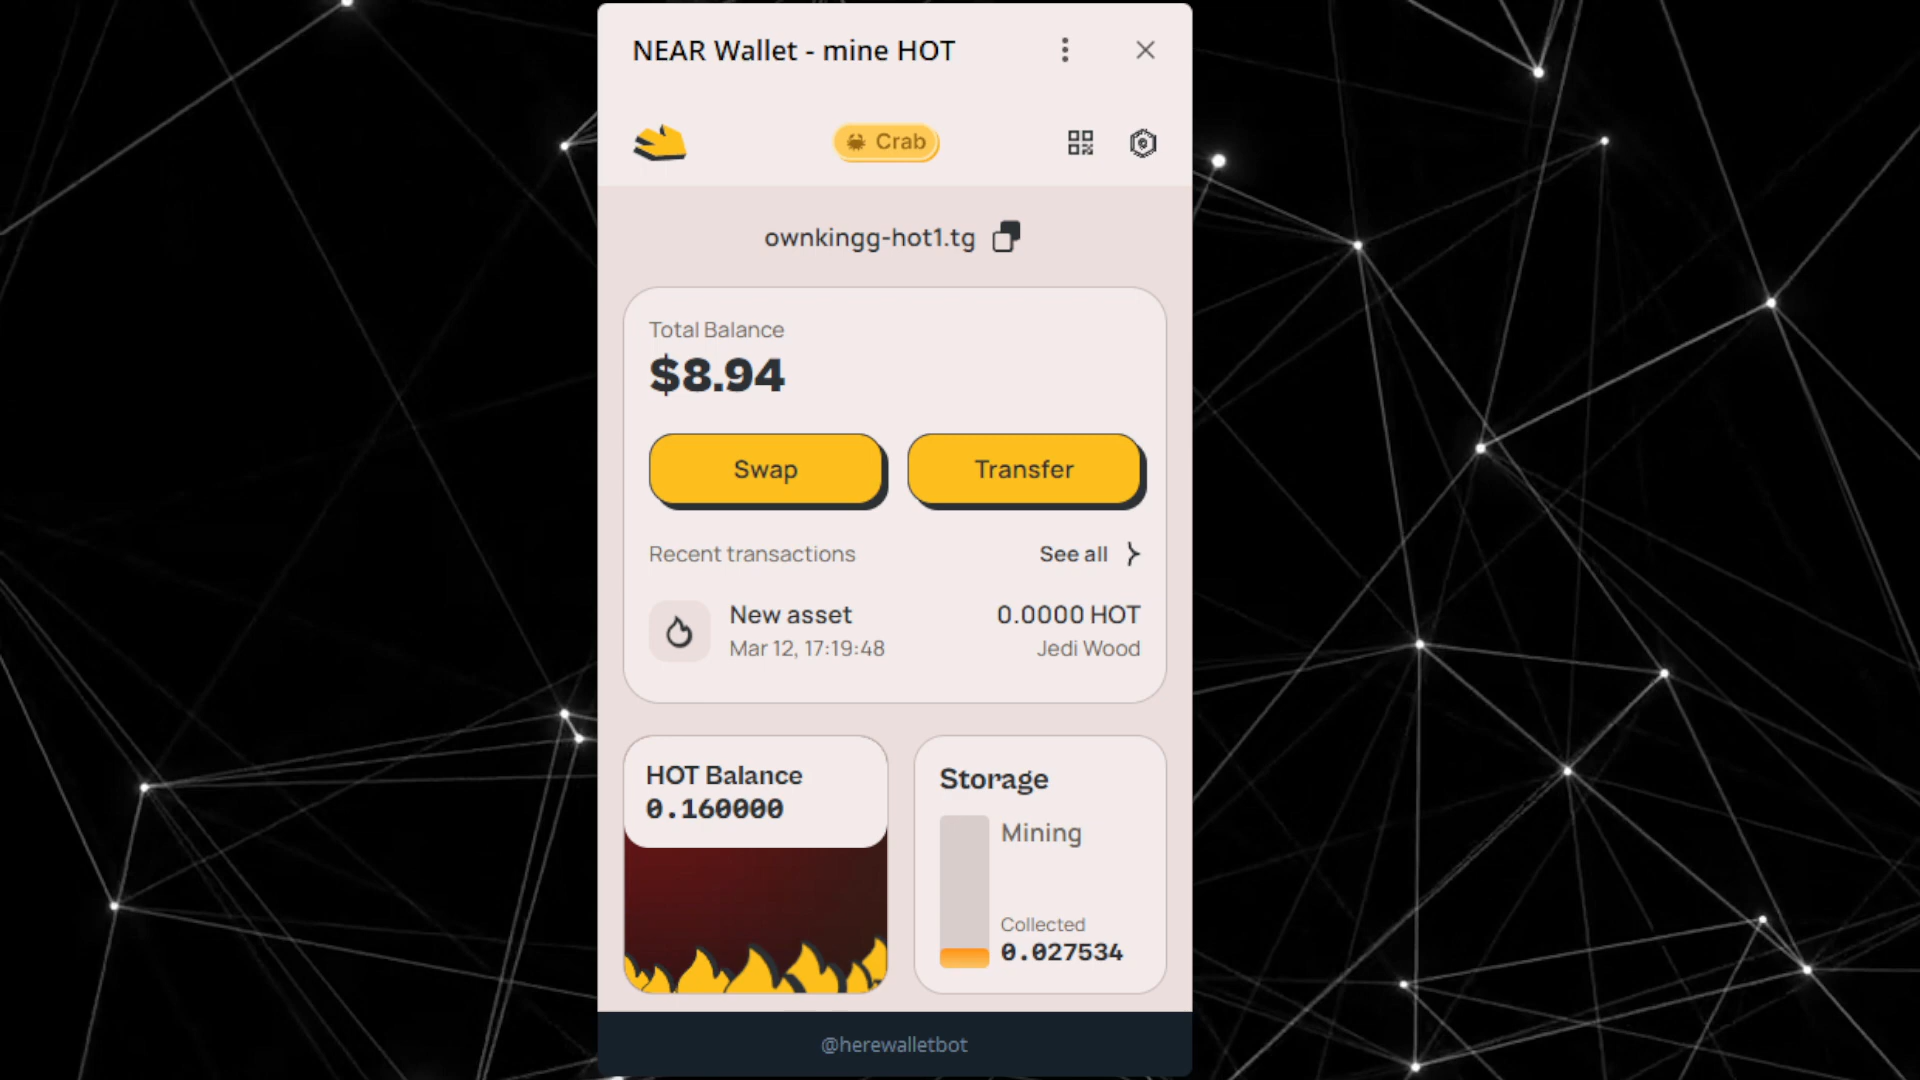 NEAR Wallet - mine HOT
Crab
ownkingg-hot1.tg
Total Balance
$8.94
Swap
Transfer
Recent transactions
See all
New asset
0.0000 HOT
Mar 12, 17:19:48
Jedi Wood
HOT Balance
0.160000
Storage
Mining
Collected
0.027534
@herewalletbot